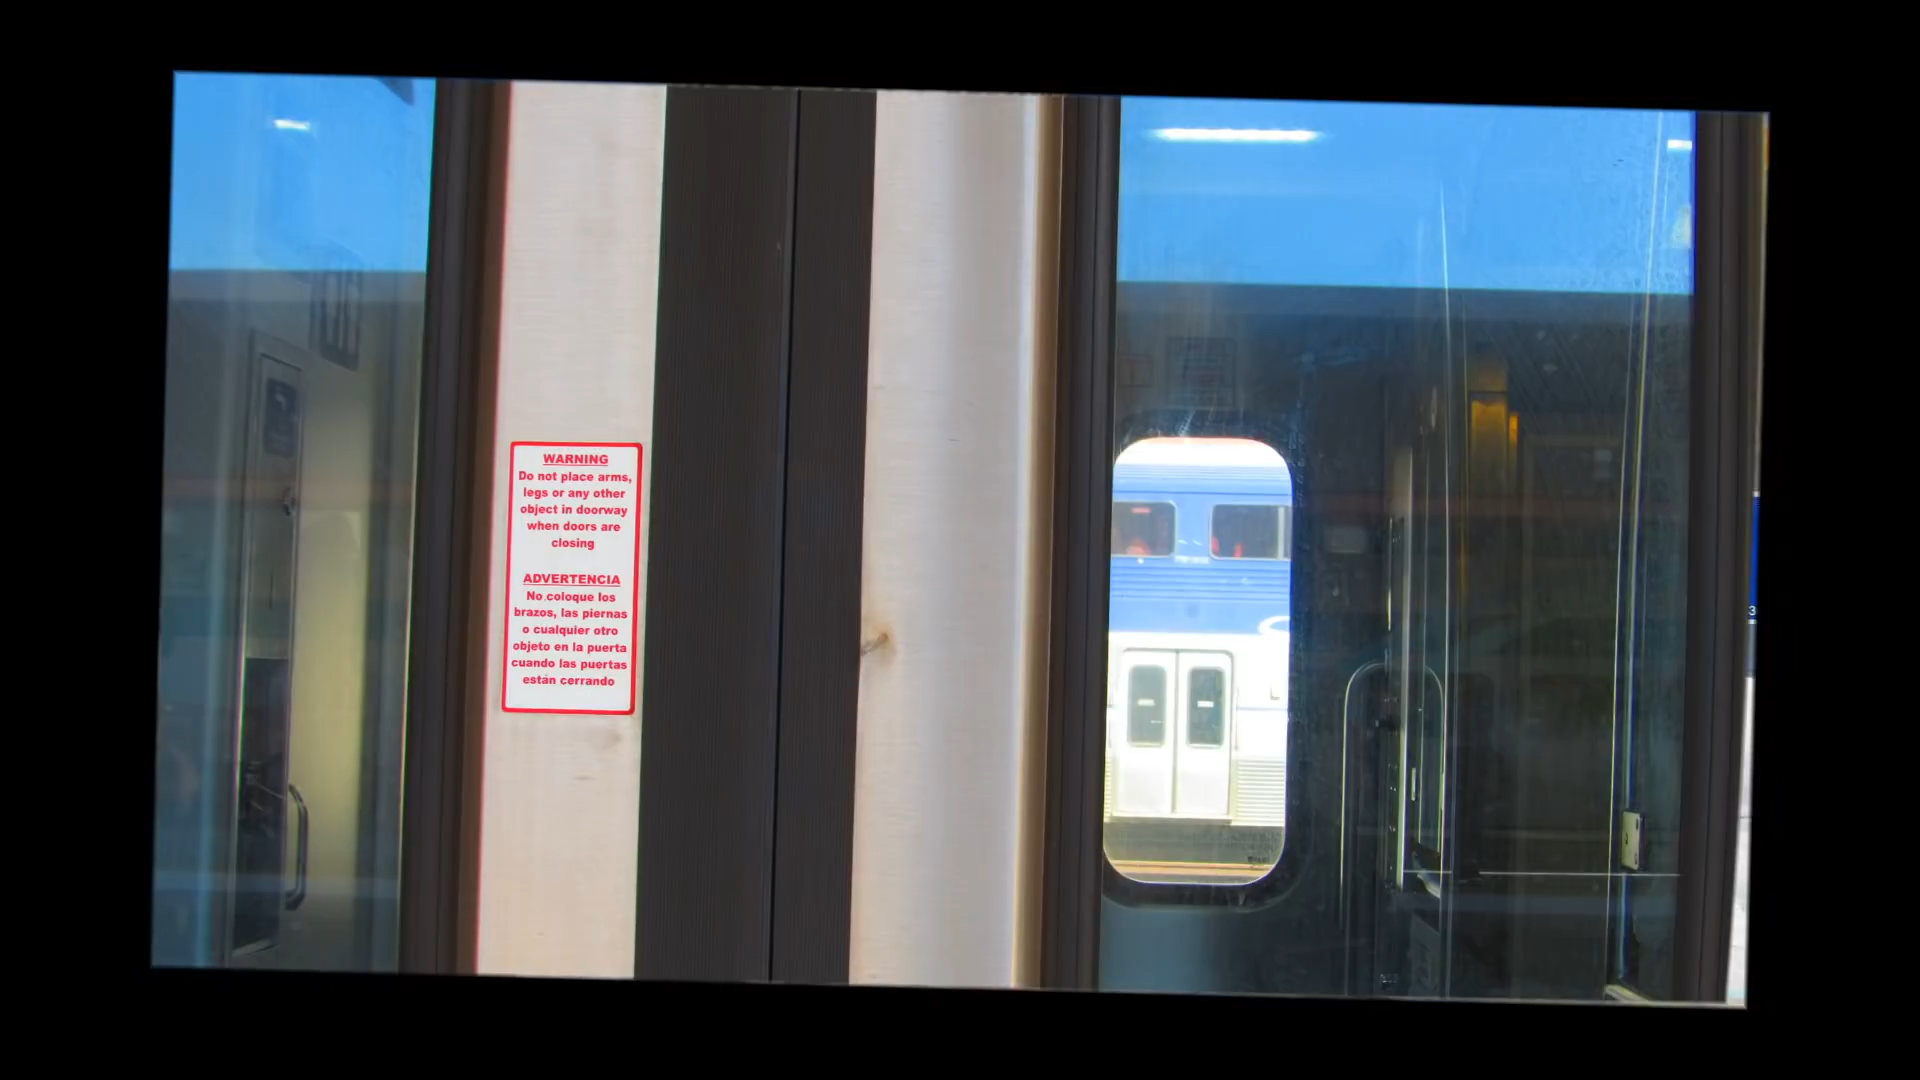 WARNING
Do not place arms,
legs or any other
object in doorway
when doors are
closing
ADVERTENCIA
No coloque los
brazos, las piernas
o cualquier otro
objeto en la puerta
cuando las puertas
están cerrando
3